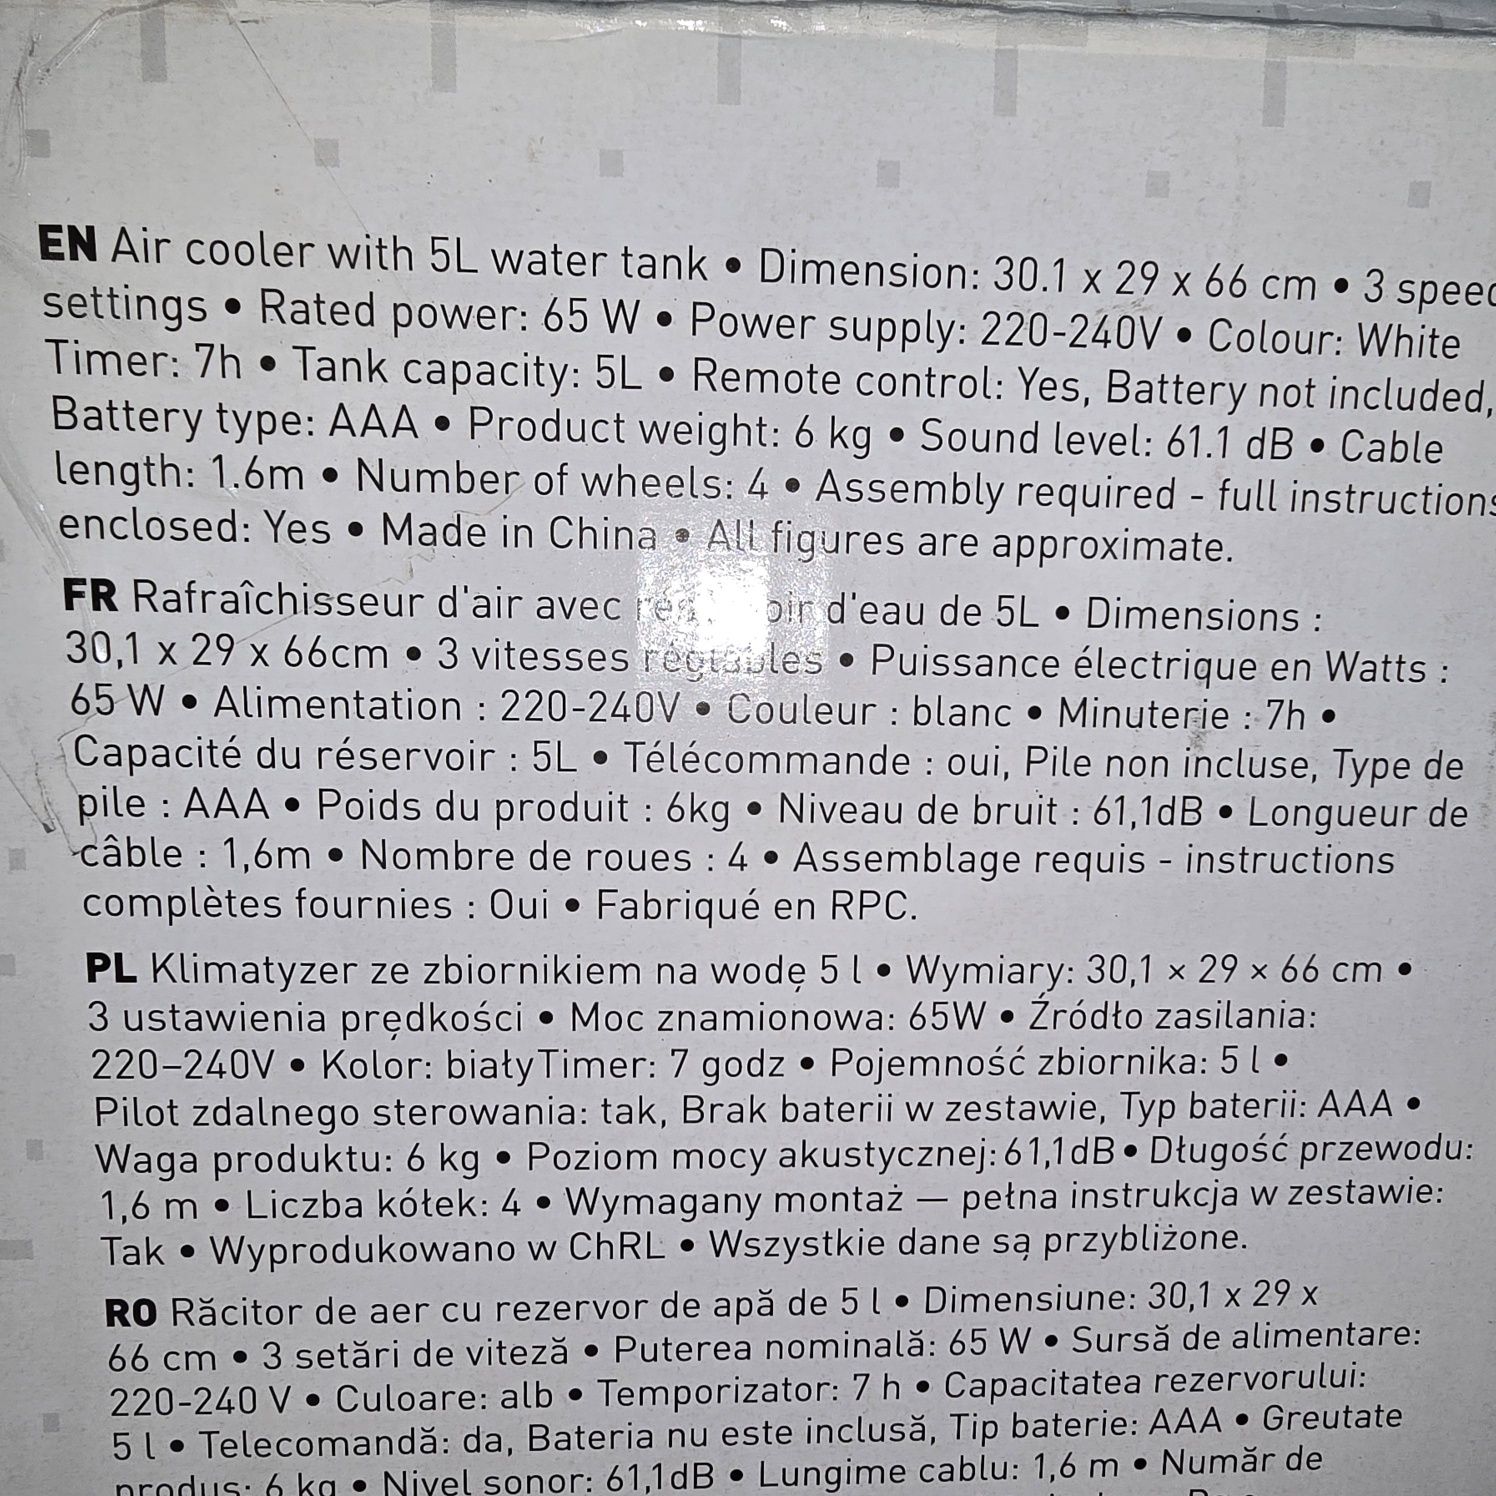 EN Air cooler with 5L water tank • Dimension: 30.1 x 29 x 66 cm • 3 speed
settings • Rated power: 65 W • Power supply: 220-240V • Colour: White
Timer: 7h • Tank capacity: 5L • Remote control: Yes, Battery not included,
Battery type: AAA • Product weight: 6 kg • Sound level: 61.1 dB • Cable
length: 1.6m • Number of wheels: 4 • Assembly required - full instructions
enclosed: Yes • Made in China • All figures are approximate.
FR Rafraîchisseur d'air avec d'eau de 5L • Dimensions :
30,1 x 29 x 66cm • 3 vitesses réglables • Puissance électrique en Watts :
65 W • Alimentation : 220-240V • Couleur : blanc • Minuterie : 7h •
Capacité du réservoir : 5L • Télécommande : oui, Pile non incluse, Type de
pile : AAA • Poids du produit : 6kg • Niveau de bruit : 61,1dB • Longueur de
câble : 1,6m • Nombre de roues : 4 • Assemblage requis - instructions
complètes fournies : Oui • Fabriqué en RPC.
PL Klimatyzer ze zbiornikiem na wodę 5 l • Wymiary: 30,1 × 29 × 66 cm •
3 ustawienia prędkości • Moc znamionowa: 65W • Źródło zasilania:
220–240V • Kolor: biały Timer: 7 godz • Pojemność zbiornika: 5 l •
Pilot zdalnego sterowania: tak, Brak baterii w zestawie, Typ baterii: AAA •
Waga produktu: 6 kg • Poziom mocy akustycznej: 61,1dB • Długość przewodu:
1,6 m • Liczba kółek: 4 • Wymagany montaż — pełna instrukcja w zestawie:
Tak • Wyprodukowano w ChRL • Wszystkie dane są przybliżone.
RO Răcitor de aer cu rezervor de apă de 5 l • Dimensiune: 30,1 x 29 x
66 cm • 3 setări de viteză • Puterea nominală: 65 W • Sursă de alimentare:
220-240 V • Culoare: alb • Temporizator: 7 h • Capacitatea rezervorului:
5 l • Telecomandă: da, Bateria nu este inclusă, Tip baterie: AAA • Greutate
produs: 6 kg • Nivel sonor: 61,1dB • Lungime cablu: 1,6 m • Număr de